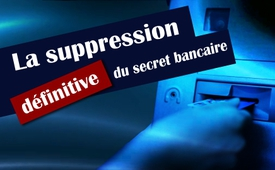 La suppression
définitive du secret bancaire